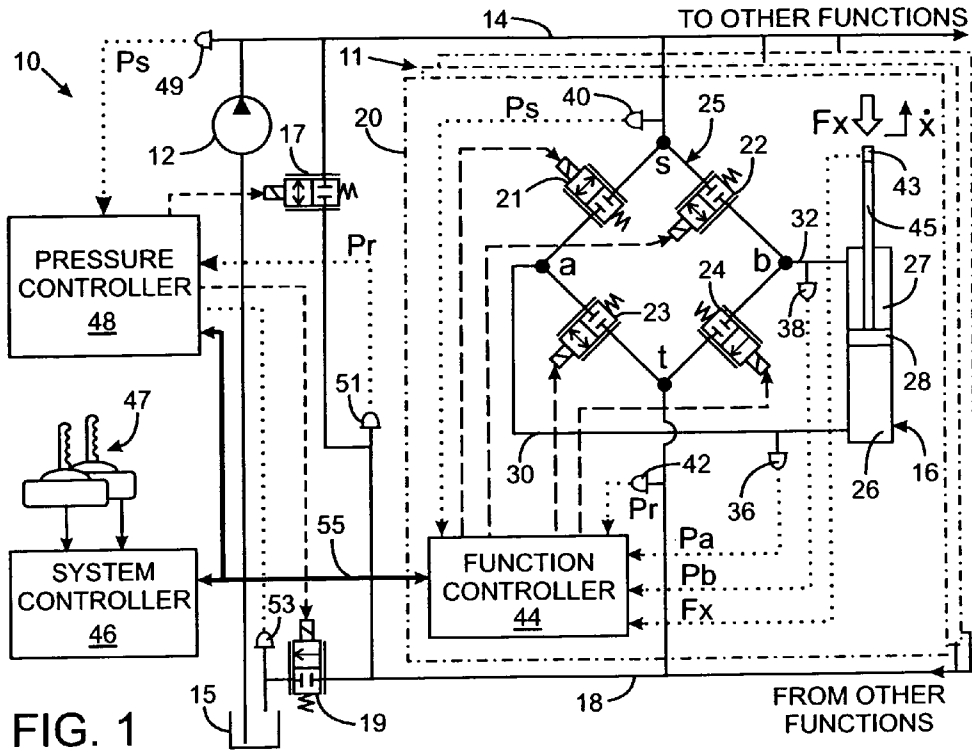 TO OTHER FUNCTIONS
14
10
Ps
49
11
40
Ps
20
25
22
s
Fx
ẋ
43
12
17
21
45
32
27
PRESSURE
CONTROLLER
48
Pr
a
b
24
38
23
28
t
51
47
30
42
36
26
16
Pr
SYSTEM
CONTROLLER
46
55
FUNCTION
CONTROLLER
44
Pa
Pb
Fx
53
15
19
18
FROM OTHER
FUNCTIONS
FIG. 1